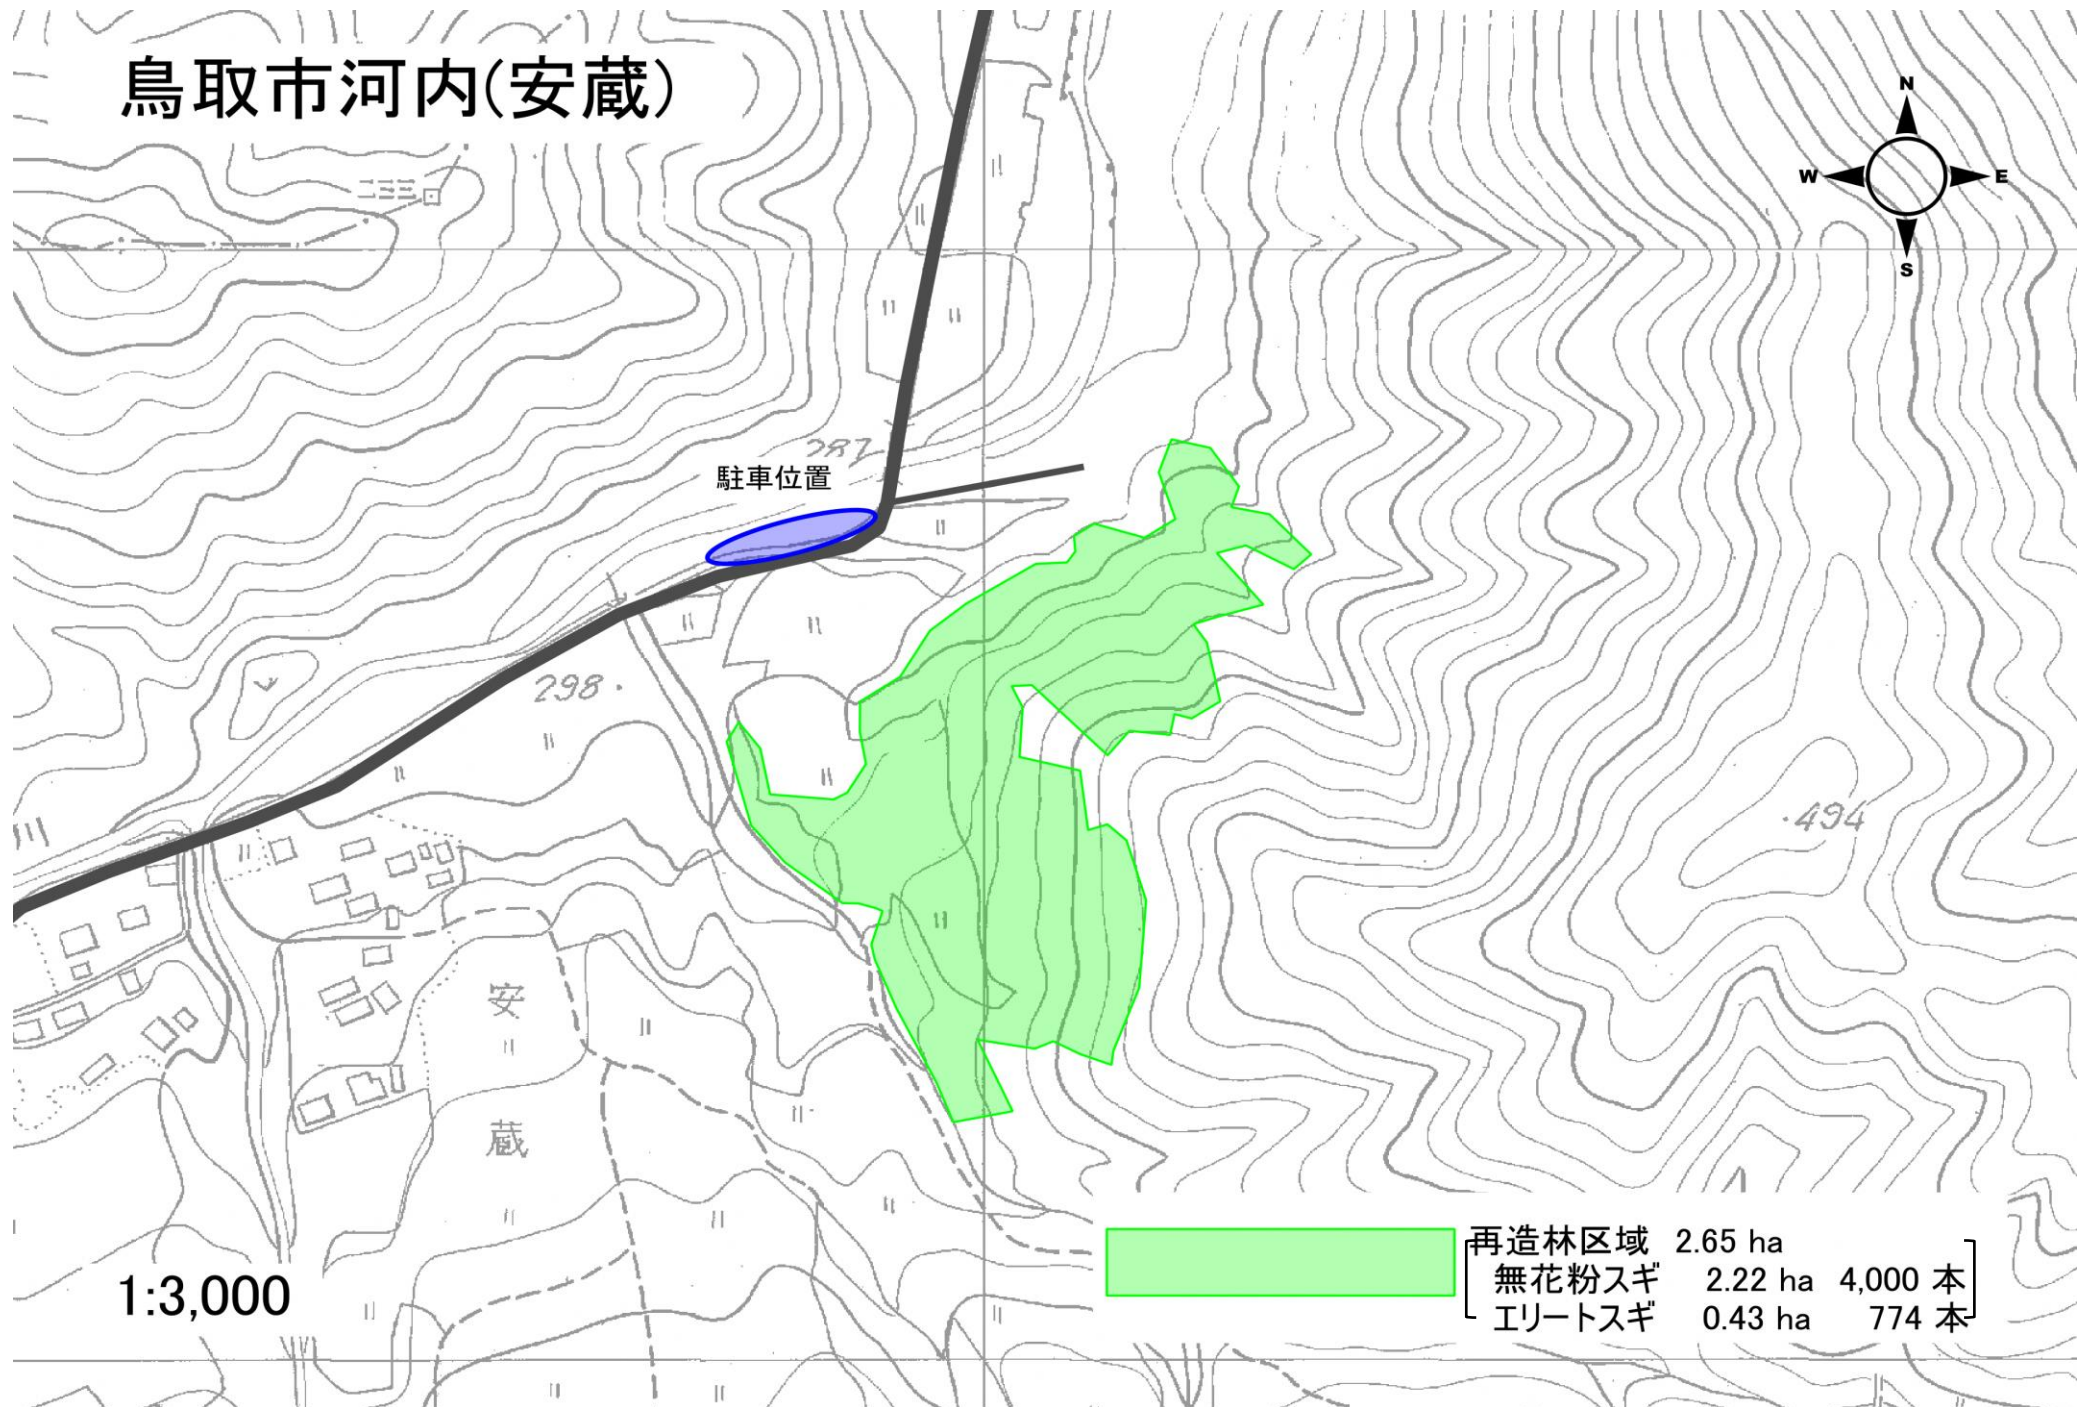 鳥取市河内(安蔵)
N
W E
S
287
駐車位置
298
494
川
安
蔵
1:3,000
再造林区域 2.65 ha
無花粉スギ 2.22 ha 4,000 本
エリートスギ 0.43 ha 774 本